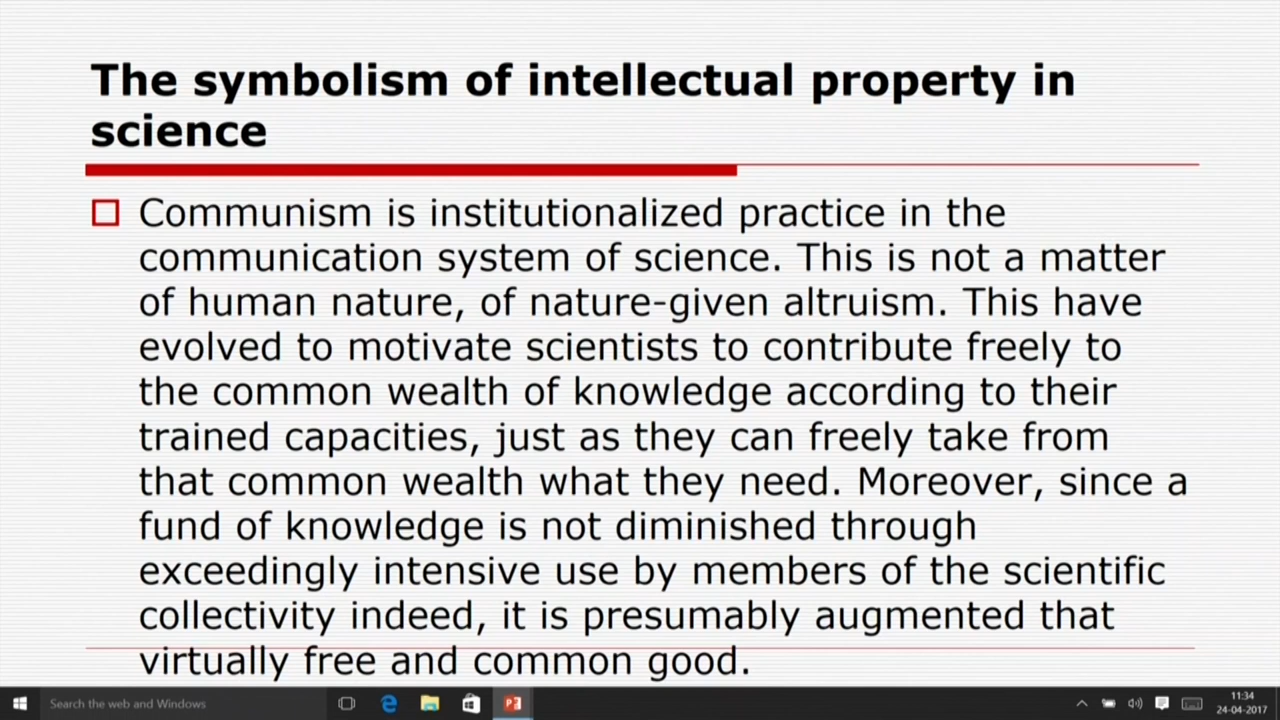 The symbolism of intellectual property in
science
Communism is institutionalized practice in the
communication system of science. This is not a matter
of human nature, of nature-given altruism. This have
evolved to motivate scientists to contribute freely to
the common wealth of knowledge according to their
trained capacities, just as they can freely take from
that common wealth what they need. Moreover, since a
fund of knowledge is not diminished through
exceedingly intensive use by members of the scientific
collectivity indeed, it is presumably augmented that
virtually free and common good.
Search the web and Windows
11:34
24-04-2017